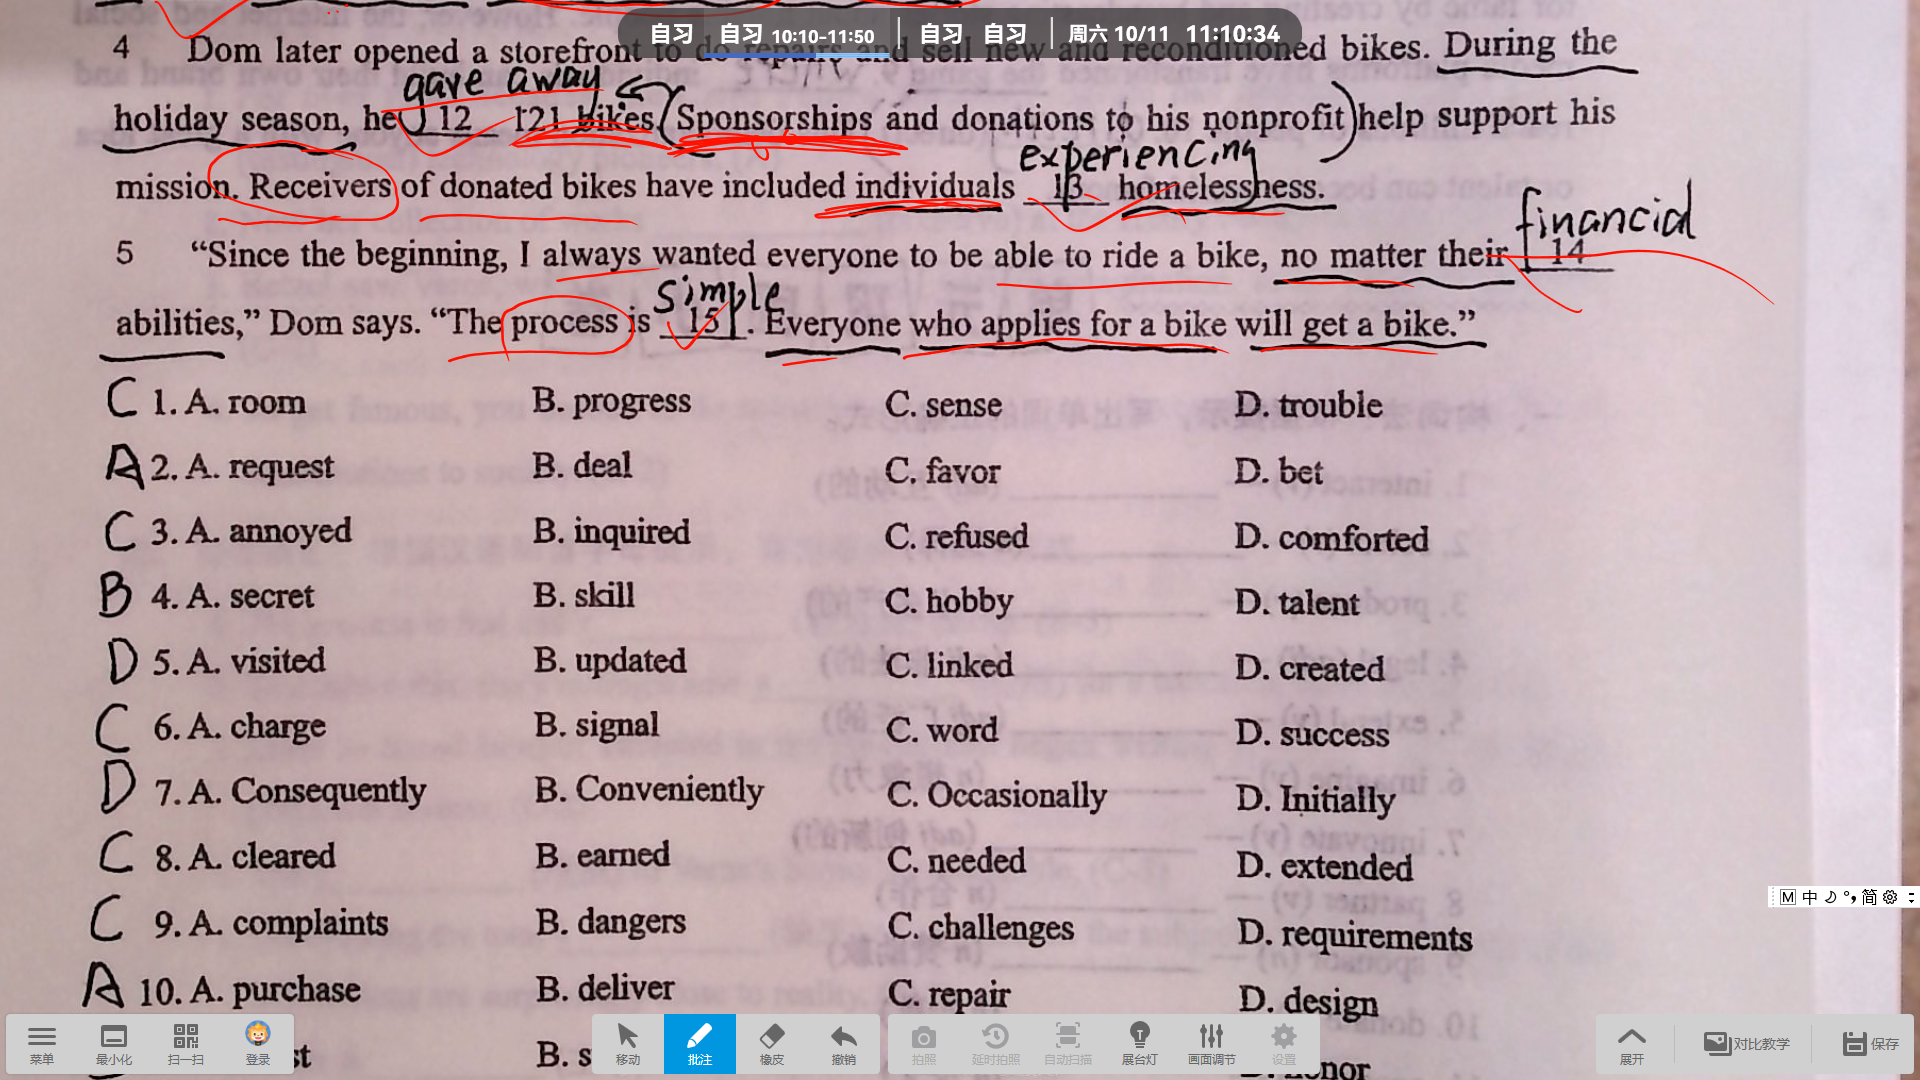 自习 自习 10:10-11:50 自习 自习 周六 10/11 11:10:34
4 Dom later opened a storefront to do repairs and sell new and reconditioned bikes. During the
gave away
holiday season, he 12 121 bikes. Sponsorships and donations to his nonprofit help support his
experiencing
mission. Receivers of donated bikes have included individuals 13 homelessness.
financial
5 “Since the beginning, I always wanted everyone to be able to ride a bike, no matter their 14
simple
abilities,” Dom says. “The process is 15. Everyone who applies for a bike will get a bike.”
C 1. A. room B. progress C. sense D. trouble
A 2. A. request B. deal C. favor D. bet
C 3. A. annoyed B. inquired C. refused D. comforted
B 4. A. secret B. skill C. hobby D. talent
D 5. A. visited B. updated C. linked D. created
C 6. A. charge B. signal C. word D. success
D 7. A. Consequently B. Conveniently C. Occasionally D. Initially
C 8. A. cleared B. earned C. needed D. extended
C 9. A. complaints B. dangers C. challenges D. requirements
A 10. A. purchase B. deliver C. repair D. design
M 中 简
菜单 最小化 扫一扫 登录 移动 批注 橡皮 撤销 拍照 延时拍照 自动扫描 展台灯 画面调节 设置 展开 对比教学 保存